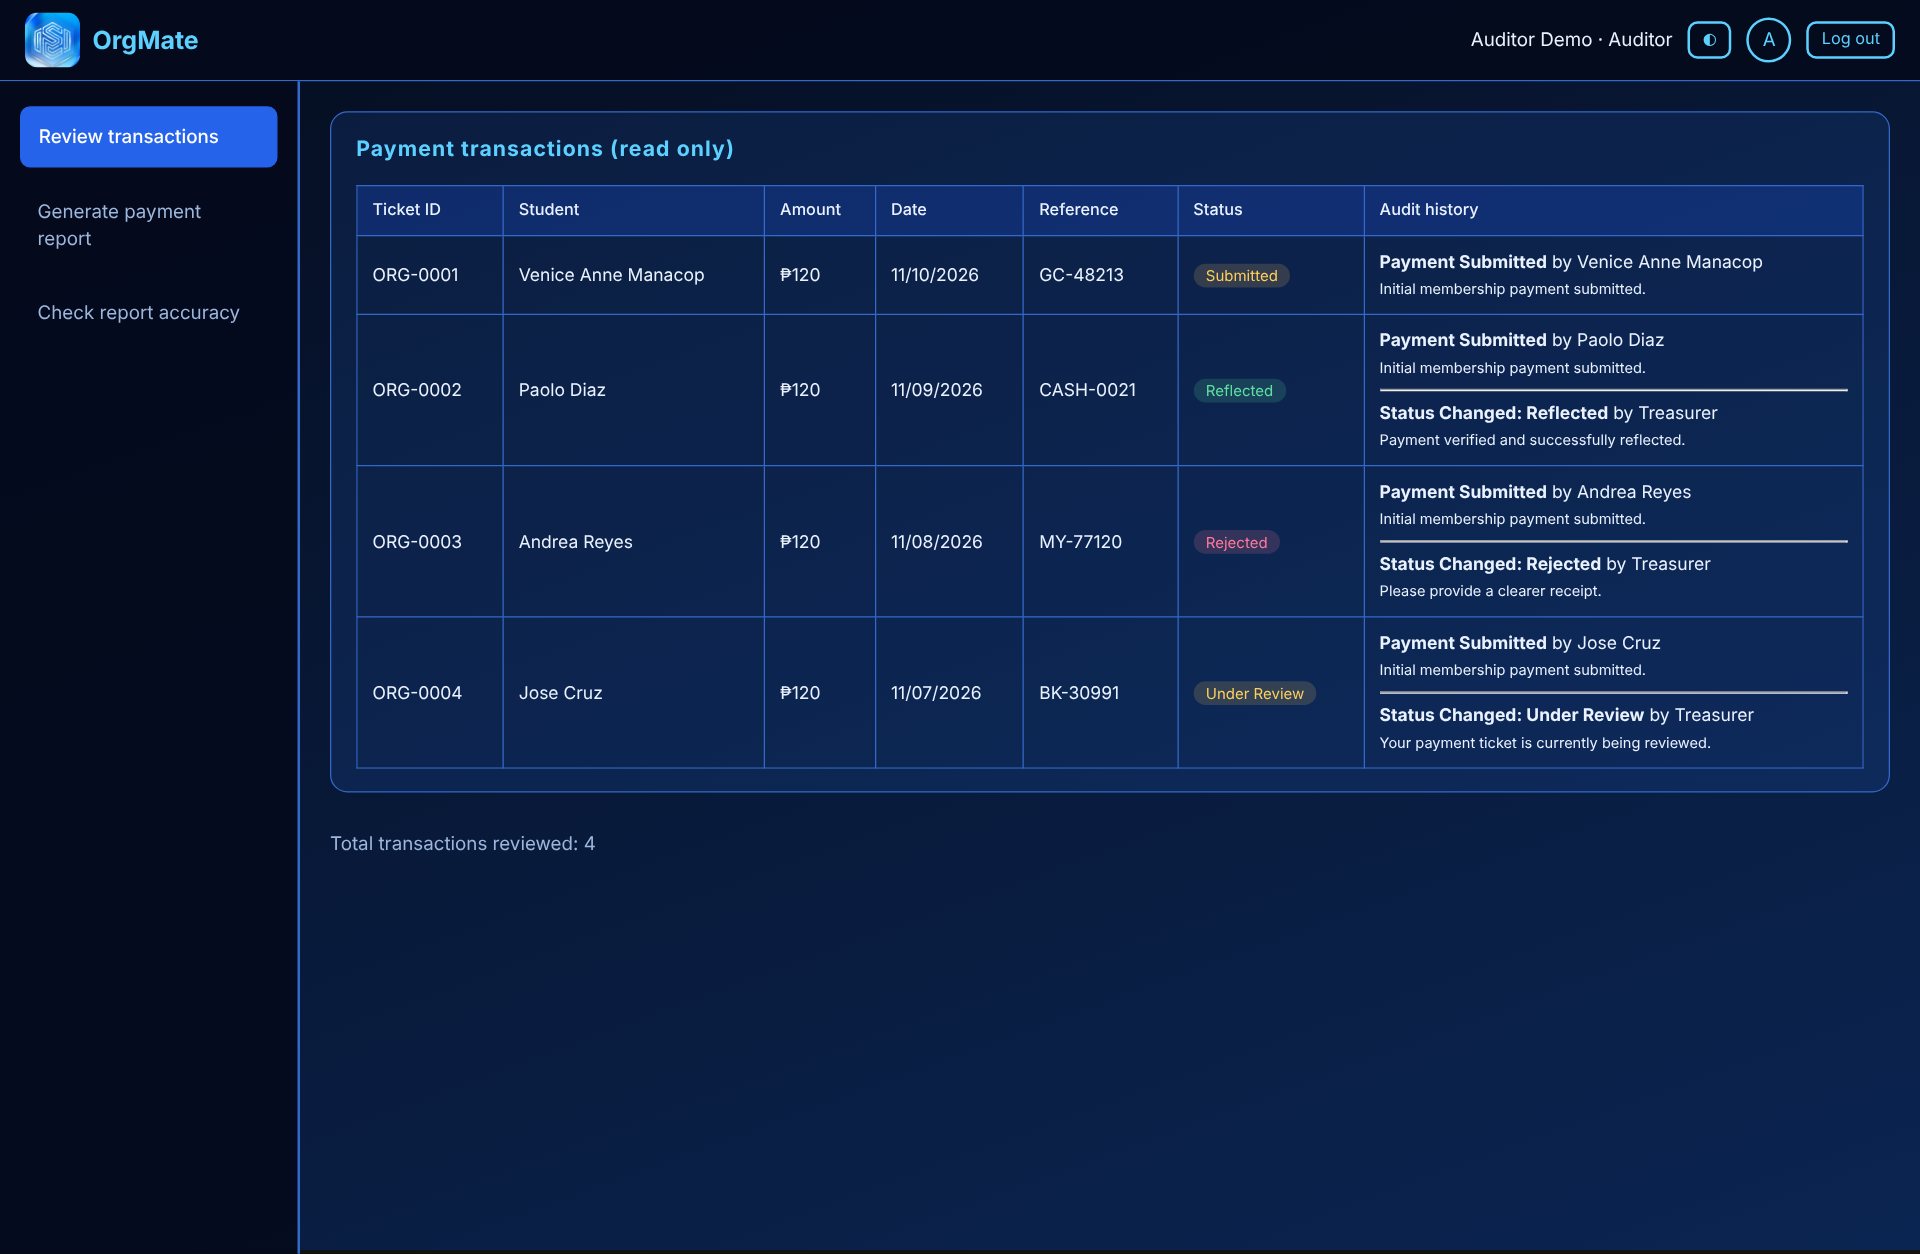 OrgMate
Auditor Demo · Auditor
A
Log out
Review transactions
Generate payment
report
Check report accuracy
Payment transactions (read only)
Ticket ID Student Amount Date Reference Status Audit history
ORG-0001 Venice Anne Manacop ₱120 11/10/2026 GC-48213 Submitted
Payment Submitted by Venice Anne Manacop
Initial membership payment submitted.
ORG-0002 Paolo Diaz ₱120 11/09/2026 CASH-0021 Reflected
Payment Submitted by Paolo Diaz
Initial membership payment submitted.
Status Changed: Reflected by Treasurer
Payment verified and successfully reflected.
ORG-0003 Andrea Reyes ₱120 11/08/2026 MY-77120 Rejected
Payment Submitted by Andrea Reyes
Initial membership payment submitted.
Status Changed: Rejected by Treasurer
Please provide a clearer receipt.
ORG-0004 Jose Cruz ₱120 11/07/2026 BK-30991 Under Review
Payment Submitted by Jose Cruz
Initial membership payment submitted.
Status Changed: Under Review by Treasurer
Your payment ticket is currently being reviewed.
Total transactions reviewed: 4